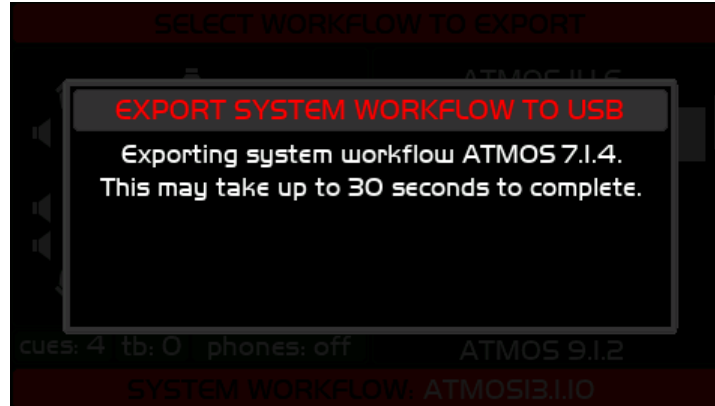 SELECT WORKFLOW TO EXPORT
ATMOS 11.1.6
EXPORT SYSTEM WORKFLOW TO USB
Exporting system workflow ATMOS 7.1.4.
This may take up to 30 seconds to complete.
cues: 4 tb: 0 phones: off
ATMOS 9.1.2
SYSTEM WORKFLOW: ATMOS13.1.10